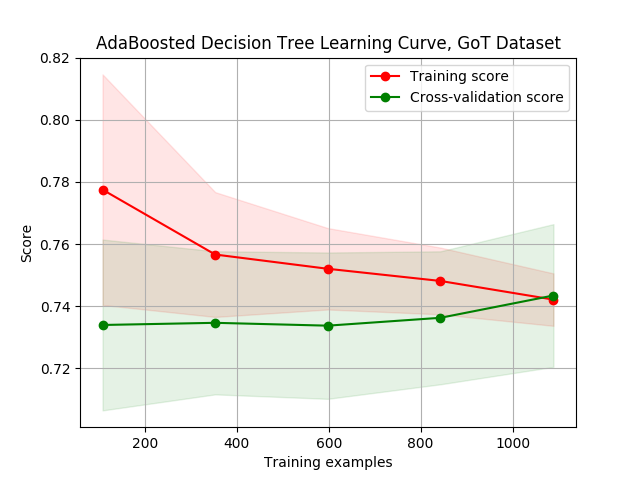 AdaBoosted Decision Tree Learning Curve, GoT Dataset
Training score
Cross-validation score
0.82
0.80
0.78
0.76
0.74
0.72
Score
200
400
600
800
1000
Training examples